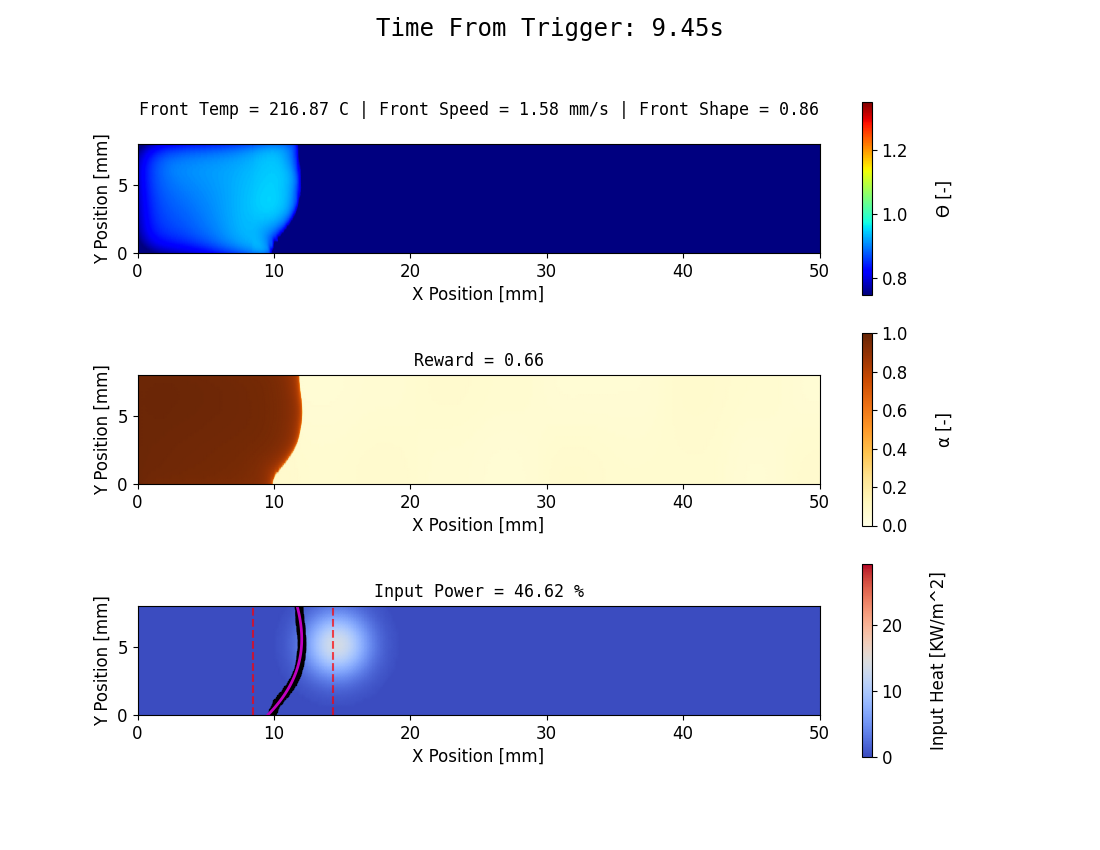 Time From Trigger: 9.45s
Front Temp = 216.87 C | Front Speed = 1.58 mm/s | Front Shape = 0.86
Y Position [mm]
5
0
0 10 20 30 40 50
X Position [mm]
1.2
1.0
0.8
Θ [-]
Reward = 0.66
Y Position [mm]
5
0
0 10 20 30 40 50
X Position [mm]
1.0
0.8
0.6
0.4
0.2
0.0
α [-]
Input Power = 46.62 %
Y Position [mm]
5
0
0 10 20 30 40 50
X Position [mm]
20
10
0
Input Heat [KW/m^2]